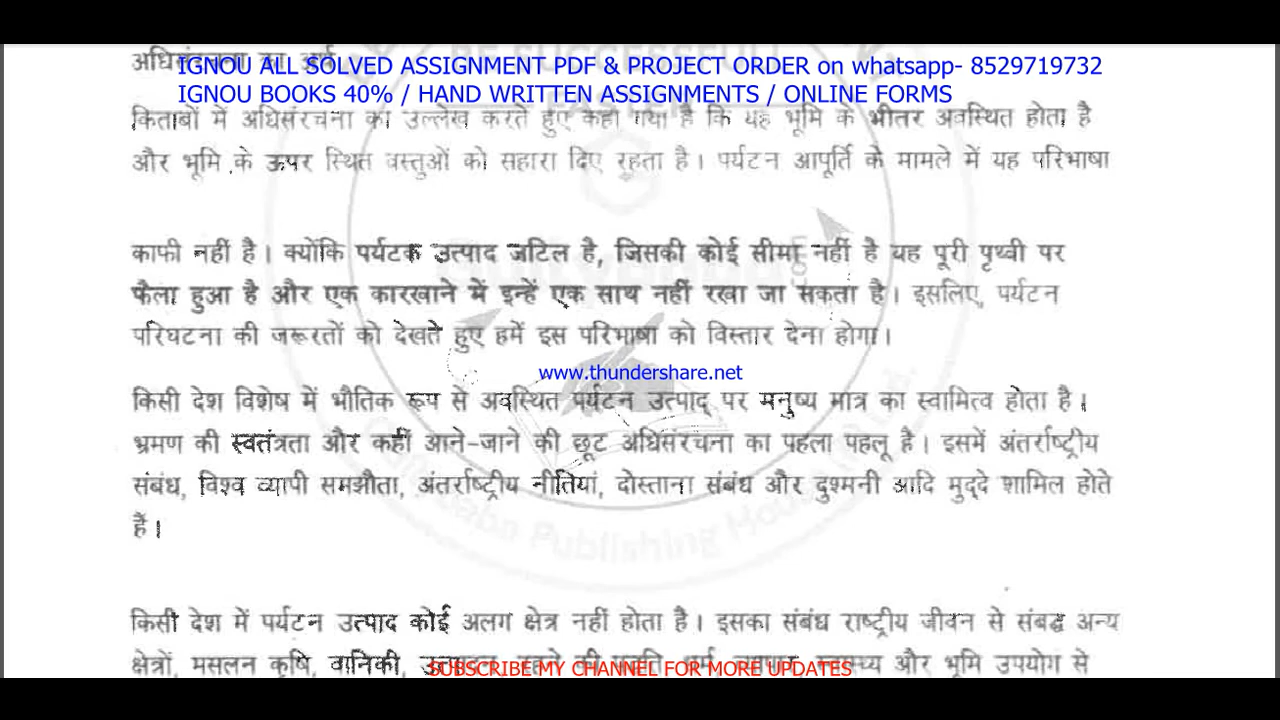 अधिसंरचना का अर्थ
IGNOU ALL SOLVED ASSIGNMENT PDF & PROJECT ORDER on whatsapp- 8529719732
IGNOU BOOKS 40% / HAND WRITTEN ASSIGNMENTS / ONLINE FORMS
किताबों में अधिसंरचना का उल्लेख करते हुए कहा गया है कि यह भूमि के भीतर अवस्थित होता है
और भूमि के ऊपर स्थित वस्तुओं को सहारा दिए रहता है। पर्यटन आपूर्ति के मामले में यह परिभाषा
काफी नहीं है। क्योंकि पर्यटक उत्पाद जटिल है, जिसकी कोई सीमा नहीं है यह पूरी पृथ्वी पर
फैला हुआ है और एक कारखाने में इन्हें एक साथ नहीं रखा जा सकता है। इसलिए पर्यटन
परिघटना की जरूरतों को देखते हुए हमें इस परिभाषा को विस्तार देना होगा।
www.thundershare.net
किसी देश विशेष में भौतिक रूप से अवस्थित पर्यटन उत्पाद् पर मनुष्य मात्र का स्वामित्व होता है।
भ्रमण की स्वतंत्रता और कहीं आने-जाने की छूट अधिसंरचना का पहला पहलू है। इसमें अंतर्राष्ट्रीय
संबंध, विश्व व्यापी समझौता, अंतर्राष्ट्रीय नीतियां, दोस्ताना संबंध और दुश्मनी आदि मुद्दे शामिल होते
हैं।
Publishing House
किसी देश में पर्यटन उत्पाद कोई अलग क्षेत्र नहीं होता है। इसका संबंध राष्ट्रीय जीवन से संबद्ध अन्य
क्षेत्रों, मसलन कृषि, वानिकी, और भूमि उपयोग से
SUBSCRIBE MY CHANNEL FOR MORE UPDATES